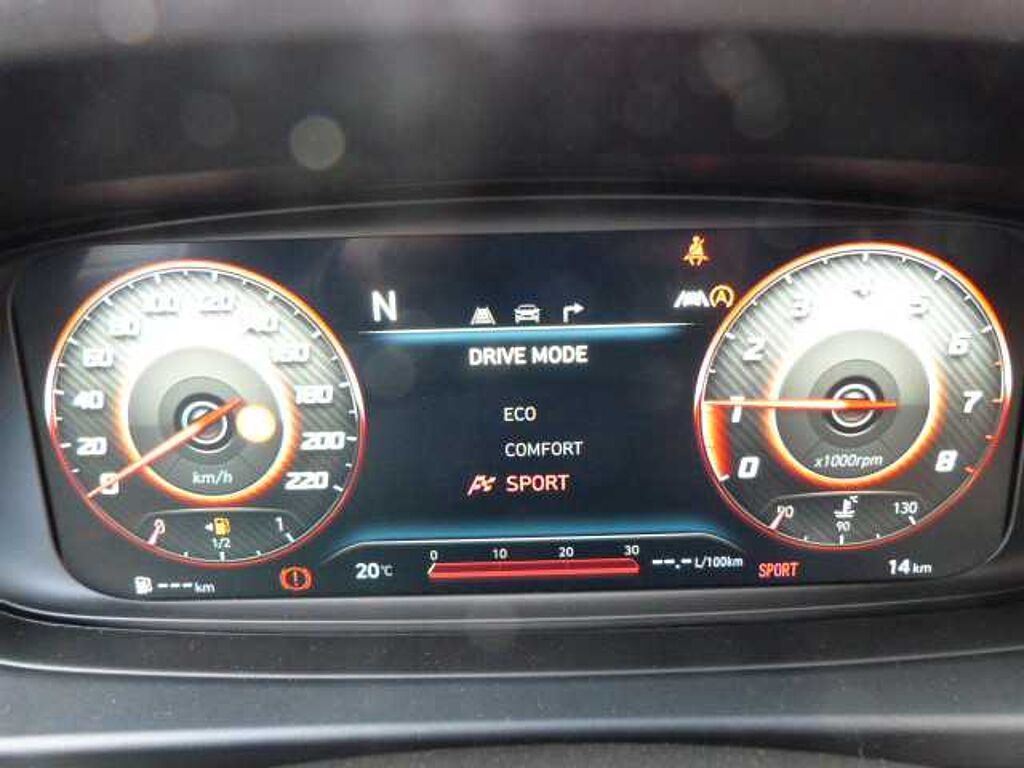 N
DRIVE MODE
ECO
COMFORT
SPORT
0
20
40
60
80
100
120
140
160
180
200
220
km/h
0
1/2
1
0
1
2
3
4
5
6
7
8
x1000rpm
A
°C
90
130
--- km
20°C
0
10
20
30
--.- L/100km
SPORT
14 km